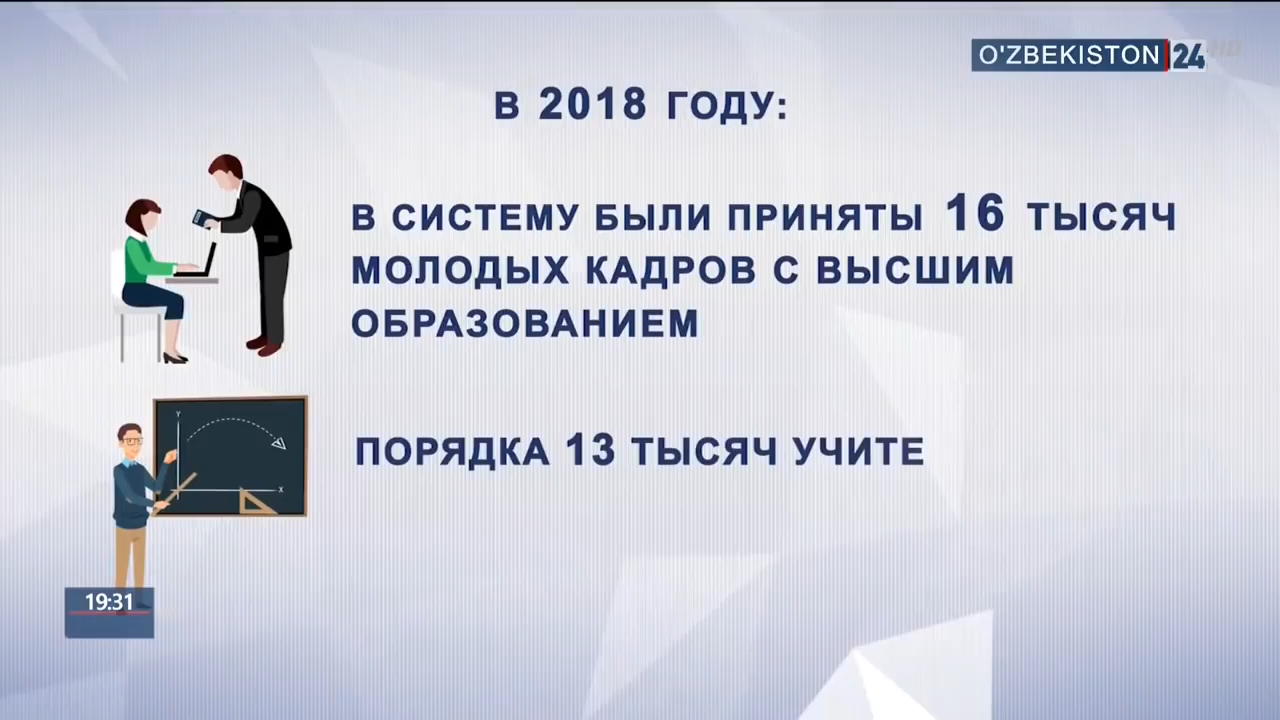 O'ZBEKISTON 24 HD
В 2018 ГОДУ:
В СИСТЕМУ БЫЛИ ПРИНЯТЫ 16 ТЫСЯЧ
МОЛОДЫХ КАДРОВ С ВЫСШИМ
ОБРАЗОВАНИЕМ
Y
ПОРЯДКА 13 ТЫСЯЧ УЧИТЕ
X
19:31